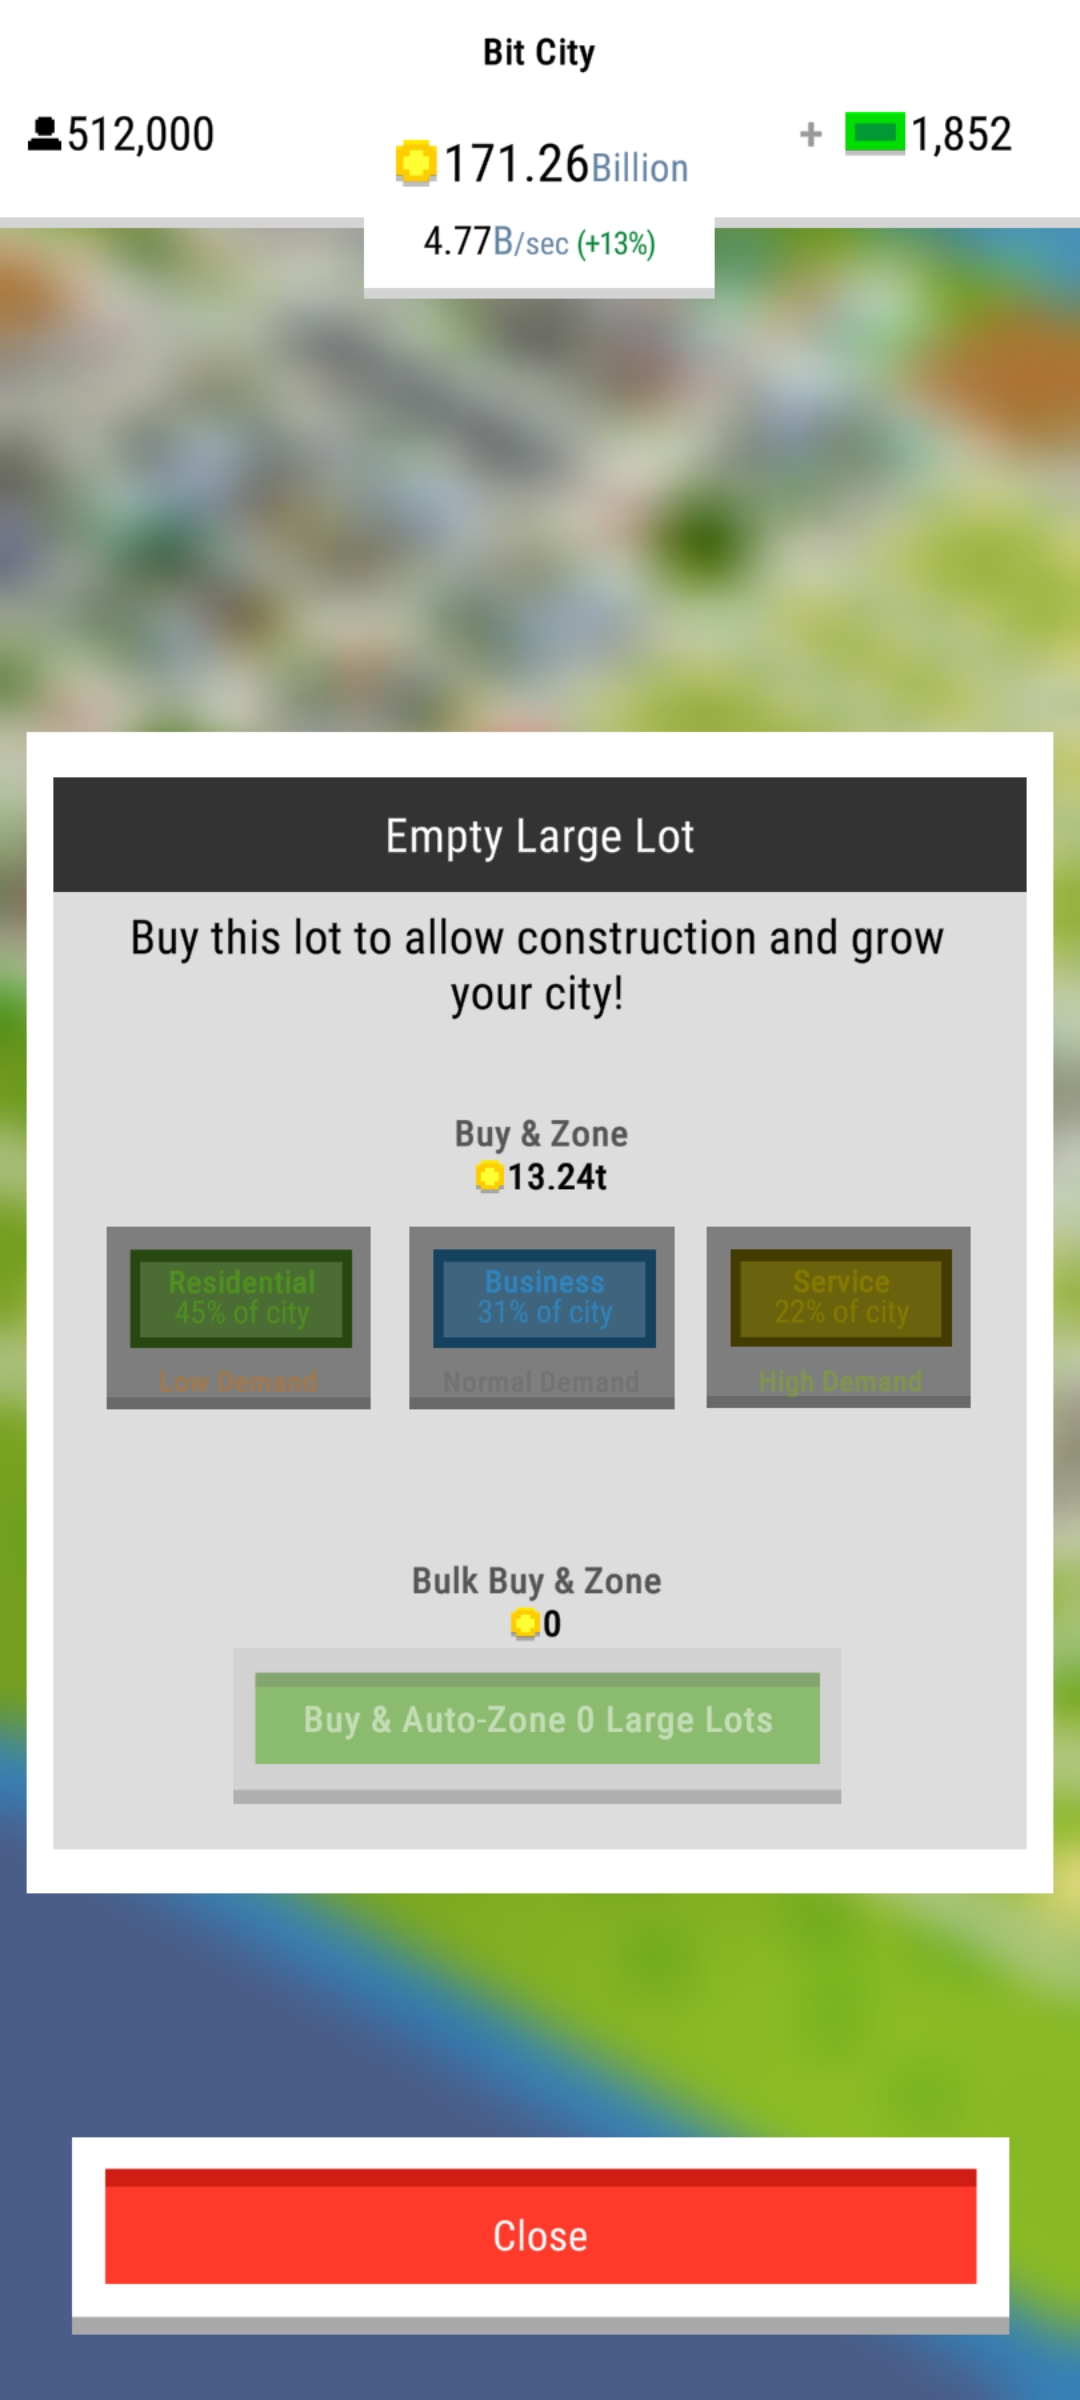 Bit City
512,000
171.26Billion
+ 1,852
4.77B/sec (+13%)
Empty Large Lot
Buy this lot to allow construction and grow
your city!
Buy & Zone
13.24t
Residential
45% of city
Low Demand
Business
31% of city
Normal Demand
Service
22% of city
High Demand
Bulk Buy & Zone
0
Buy & Auto-Zone 0 Large Lots
Close